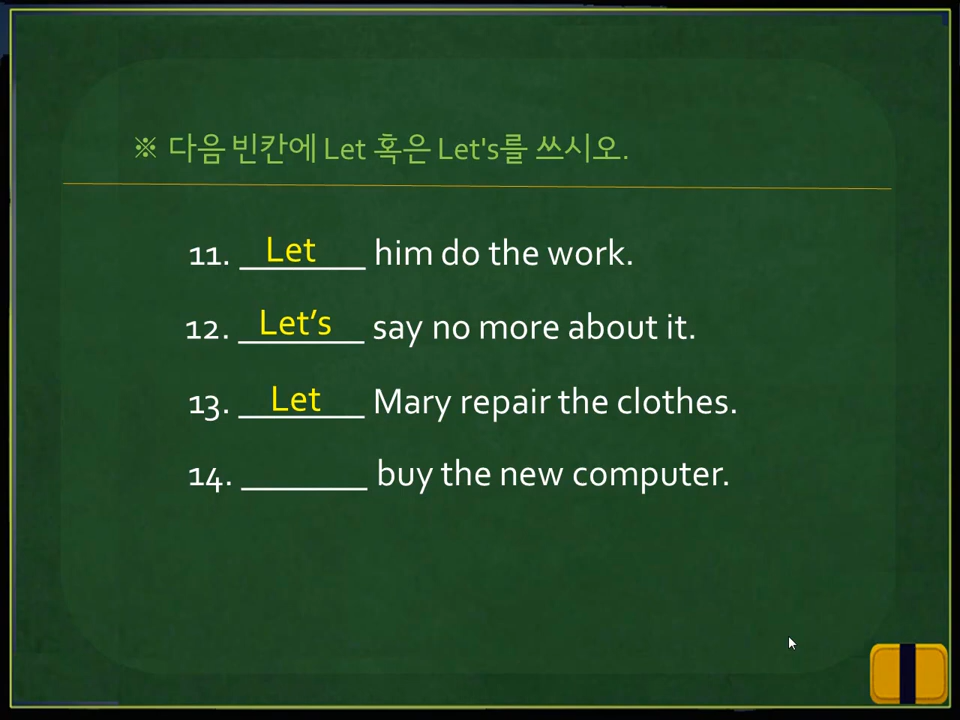 ※ 다음 빈칸에 Let 혹은 Let's를 쓰시오.
11. Let him do the work.
12. Let’s say no more about it.
13. Let Mary repair the clothes.
14. _______ buy the new computer.